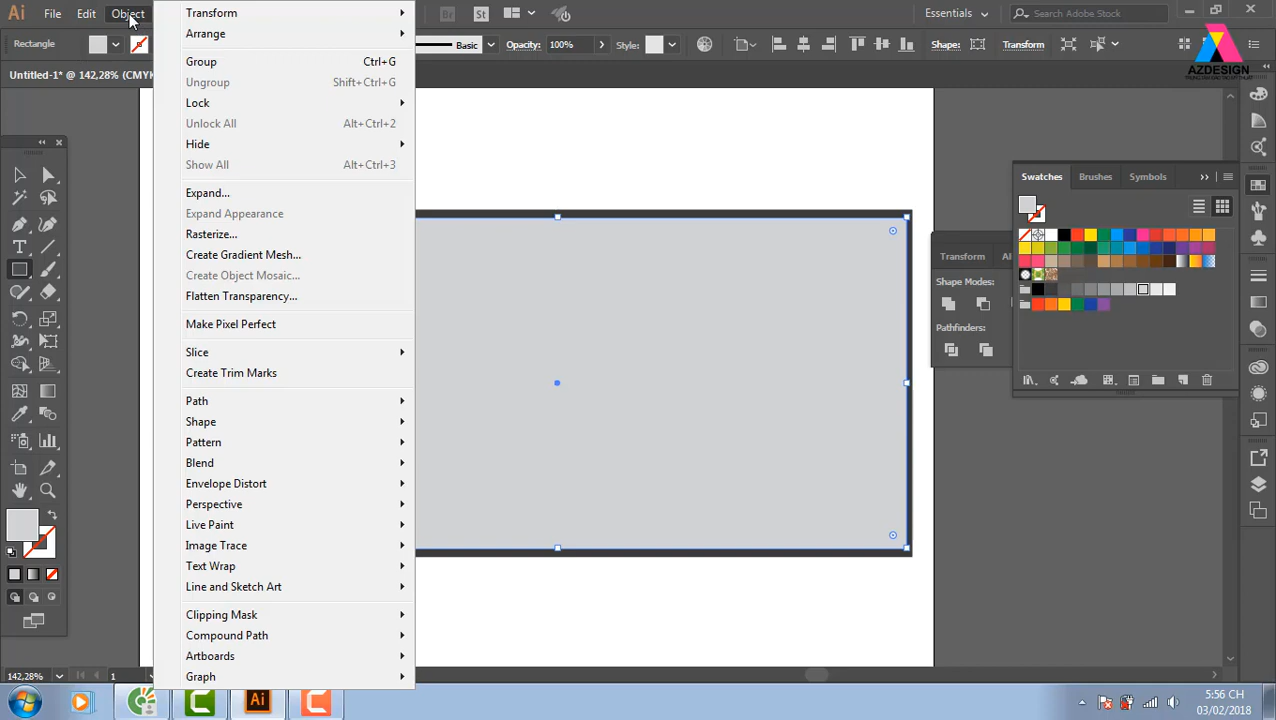 Ai File Edit Object Br St Essentials Search Adobe Stock
Rectangle Basic Opacity: 100% Style: Shape: Transform
AZDESIGN
Untitled-1* @ 142,28% (CMYK
Transform
Arrange
Group Ctrl+G
Ungroup Shift+Ctrl+G
Lock
Unlock All Alt+Ctrl+2
Hide
Show All Alt+Ctrl+3
Expand...
Expand Appearance
Rasterize...
Create Gradient Mesh...
Create Object Mosaic...
Flatten Transparency...
Make Pixel Perfect
Slice
Create Trim Marks
Path
Shape
Pattern
Blend
Envelope Distort
Perspective
Live Paint
Image Trace
Text Wrap
Line and Sketch Art
Clipping Mask
Compound Path
Artboards
Graph
Swatches Brushes Symbols
Transform
Shape Modes:
Pathfinders:
142,28% 1
Ai
5:56 CH
03/02/2018